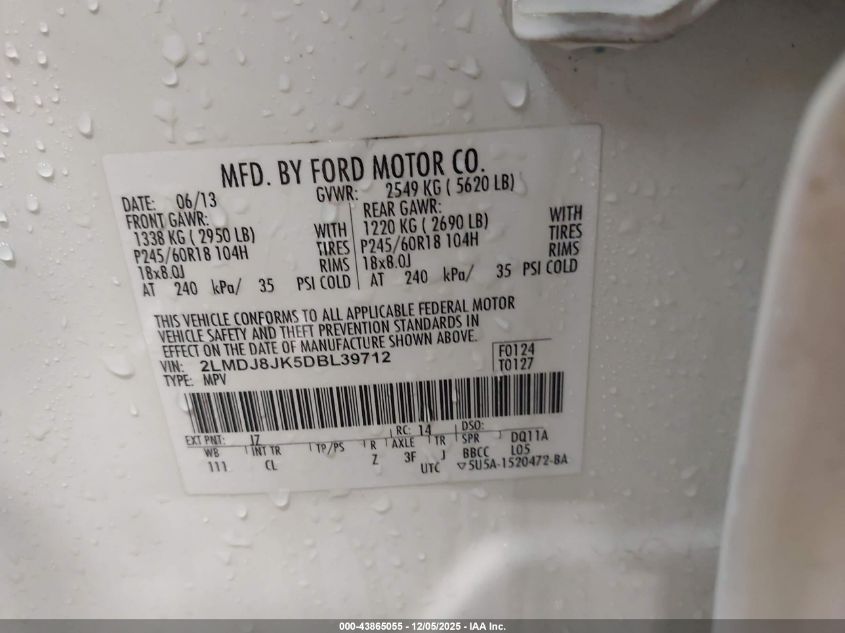 MFD. BY FORD MOTOR CO.
DATE: 06/13 GVWR: 2549 KG ( 5620 LB)
FRONT GAWR: REAR GAWR:
1338 KG ( 2950 LB) WITH 1220 KG ( 2690 LB) WITH
P245/60R18 104H TIRES P245/60R18 104H TIRES
18x8.0J RIMS 18x8.0J RIMS
AT 240 kPa/ 35 PSI COLD AT 240 kPa/ 35 PSI COLD
THIS VEHICLE CONFORMS TO ALL APPLICABLE FEDERAL MOTOR
VEHICLE SAFETY AND THEFT PREVENTION STANDARDS IN
EFFECT ON THE DATE OF MANUFACTURE SHOWN ABOVE.
VIN: 2LMDJ8JK5DBL39712 F0124
TYPE: MPV T0127
EXT PNT: J7 RC: 14 DSO:
WB INT TR TP/PS R AXLE TR SPR DQ11A
111 CL Z 3F J BBCC L05
UTC ▽5U5A-1520472-BA
000-43865055 - 12/05/2025 - IAA Inc.